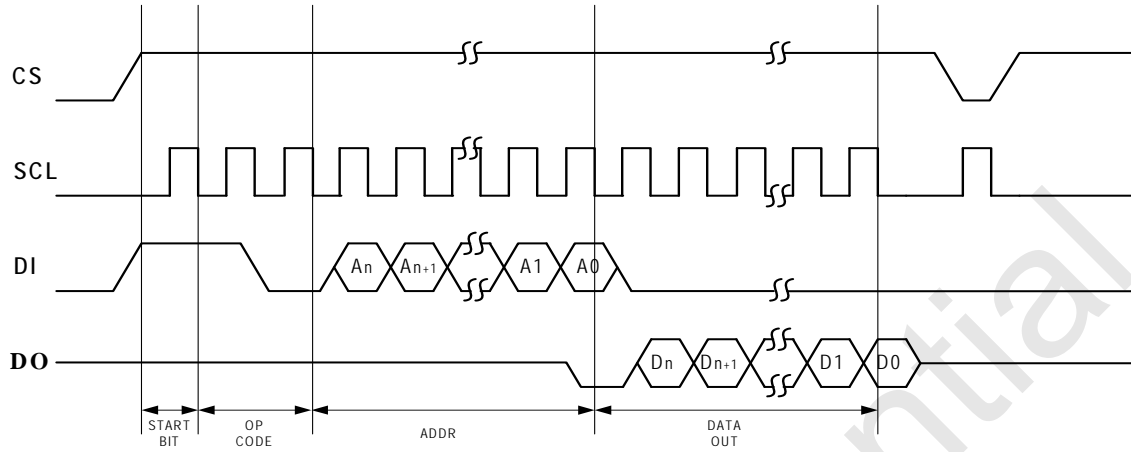 CS
SCL
DI
An An+1 A1 A0
DO
Dn Dn+1 D1 D0
START BIT
OP CODE
ADDR
DATA OUT
ntial